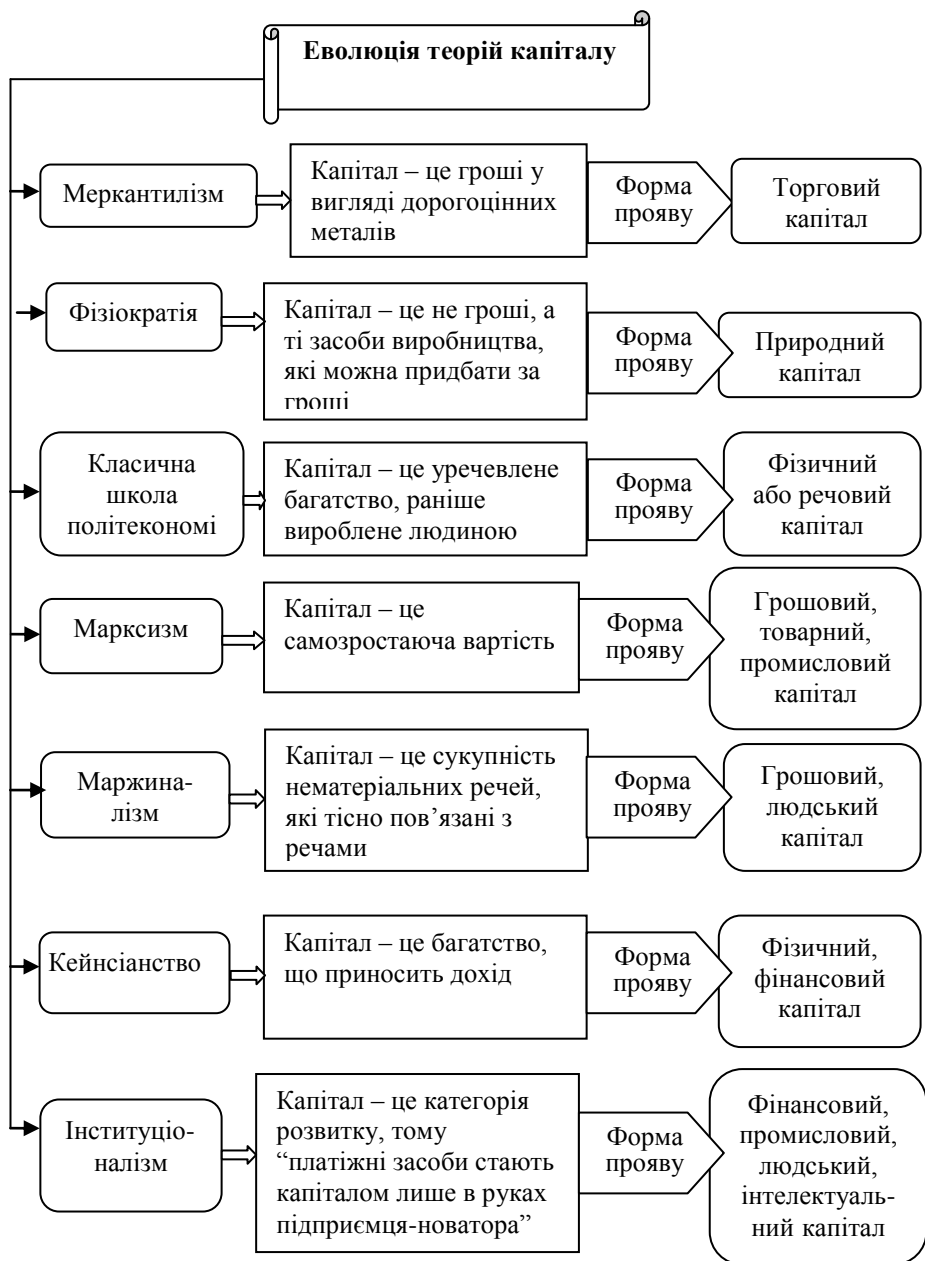 Еволюція теорій капіталу
Меркантилізм
Капітал – це гроші у
вигляді дорогоцінних
металів
Форма
прояву
Торговий
капітал
Фізіократія
Капітал – це не гроші, а
ті засоби виробництва,
які можна придбати за
гроші
Форма
прояву
Природний
капітал
Класична
школа
політекономі
Капітал – це уречевлене
багатство, раніше
вироблене людиною
Форма
прояву
Фізичний
або речовий
капітал
Марксизм
Капітал – це
самозростаюча вартість
Форма
прояву
Грошовий,
товарний,
промисловий
капітал
Маржина-
лізм
Капітал – це сукупність
нематеріальних речей,
які тісно пов’язані з
речами
Форма
прояву
Грошовий,
людський
капітал
Кейнсіанство
Капітал – це багатство,
що приносить дохід
Форма
прояву
Фізичний,
фінансовий
капітал
Інституціо-
налізм
Капітал – це категорія
розвитку, тому
“платіжні засоби стають
капіталом лише в руках
підприємця-новатора”
Форма
прояву
Фінансовий,
промисловий,
людський,
інтелектуаль-
ний капітал